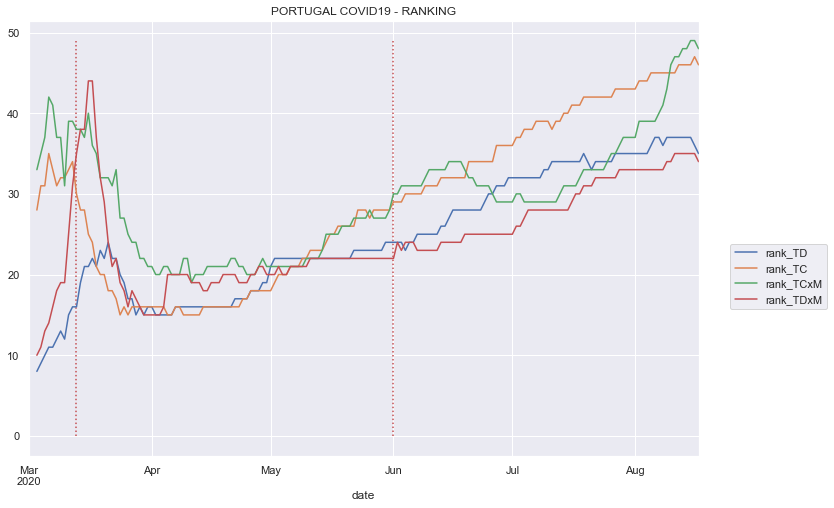 PORTUGAL COVID19 - RANKING
50
40
30
20
10
0
rank_TD
rank_TC
rank_TCxM
rank_TDxM
Mar Apr May Jun Jul Aug
2020
date